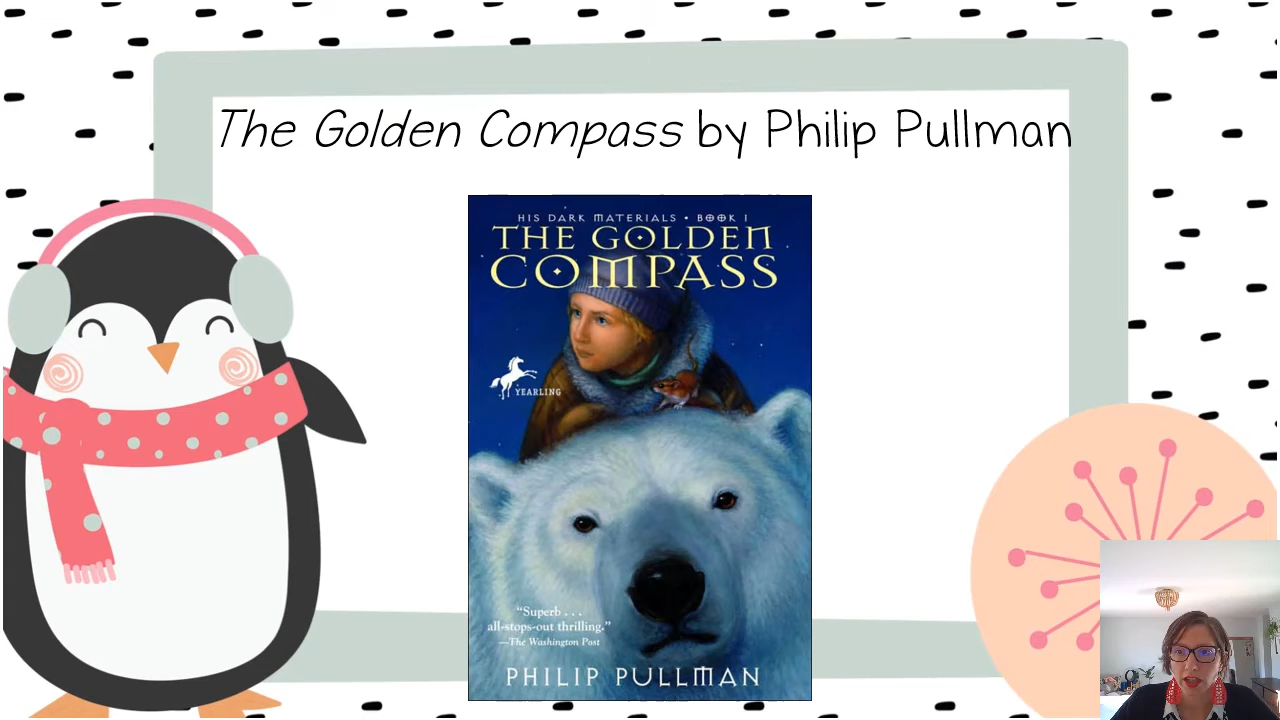 The Golden Compass by Philip Pullman
HIS DARK MATERIALS • BOOK 1
THE GOLDEN
COMPASS
YEARLING
“Superb . . .
all-stops-out thrilling.”
—The Washington Post
PHILIP PULLMAN